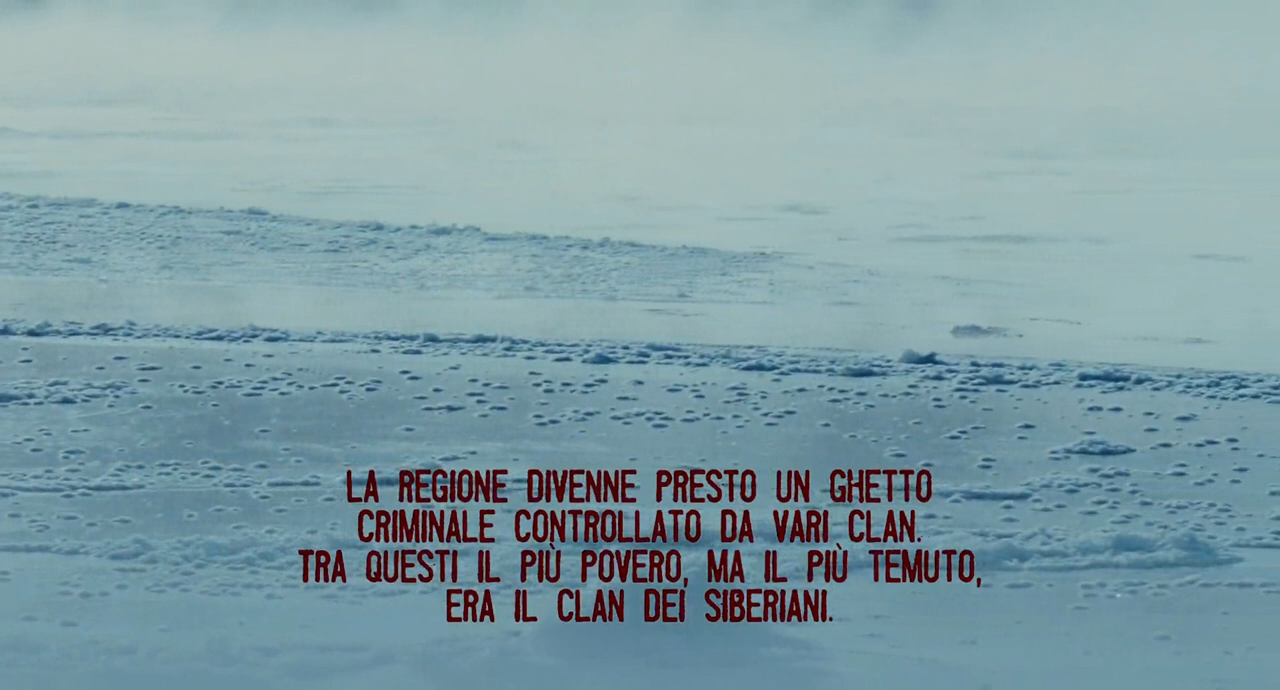 LA REGIONE DIVENNE PRESTO UN GHETTO
CRIMINALE CONTROLLATO DA VARI CLAN.
TRA QUESTI IL PIÙ POVERO, MA IL PIÙ TEMUTO,
ERA IL CLAN DEI SIBERIANI.